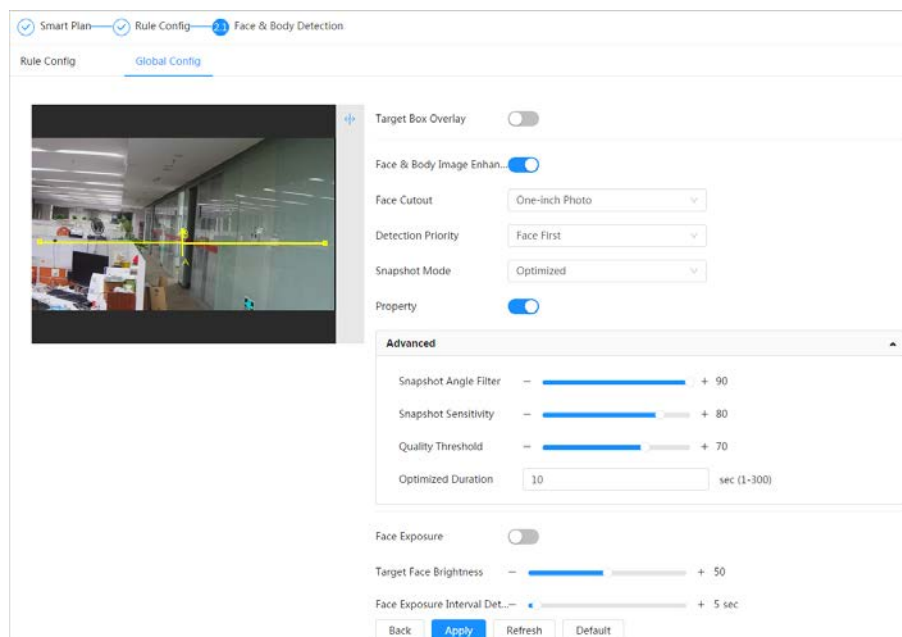 Smart Plan Rule Config 2.1 Face & Body Detection
Rule Config Global Config
Target Box Overlay
Face & Body Image Enhan...
Face Cutout One-inch Photo
Detection Priority Face First
Snapshot Mode Optimized
Property
Advanced
Snapshot Angle Filter − + 90
Snapshot Sensitivity − + 80
Quality Threshold − + 70
Optimized Duration 10 sec (1-300)
Face Exposure
Target Face Brightness − + 50
Face Exposure Interval Det... − + 5 sec
Back Apply Refresh Default